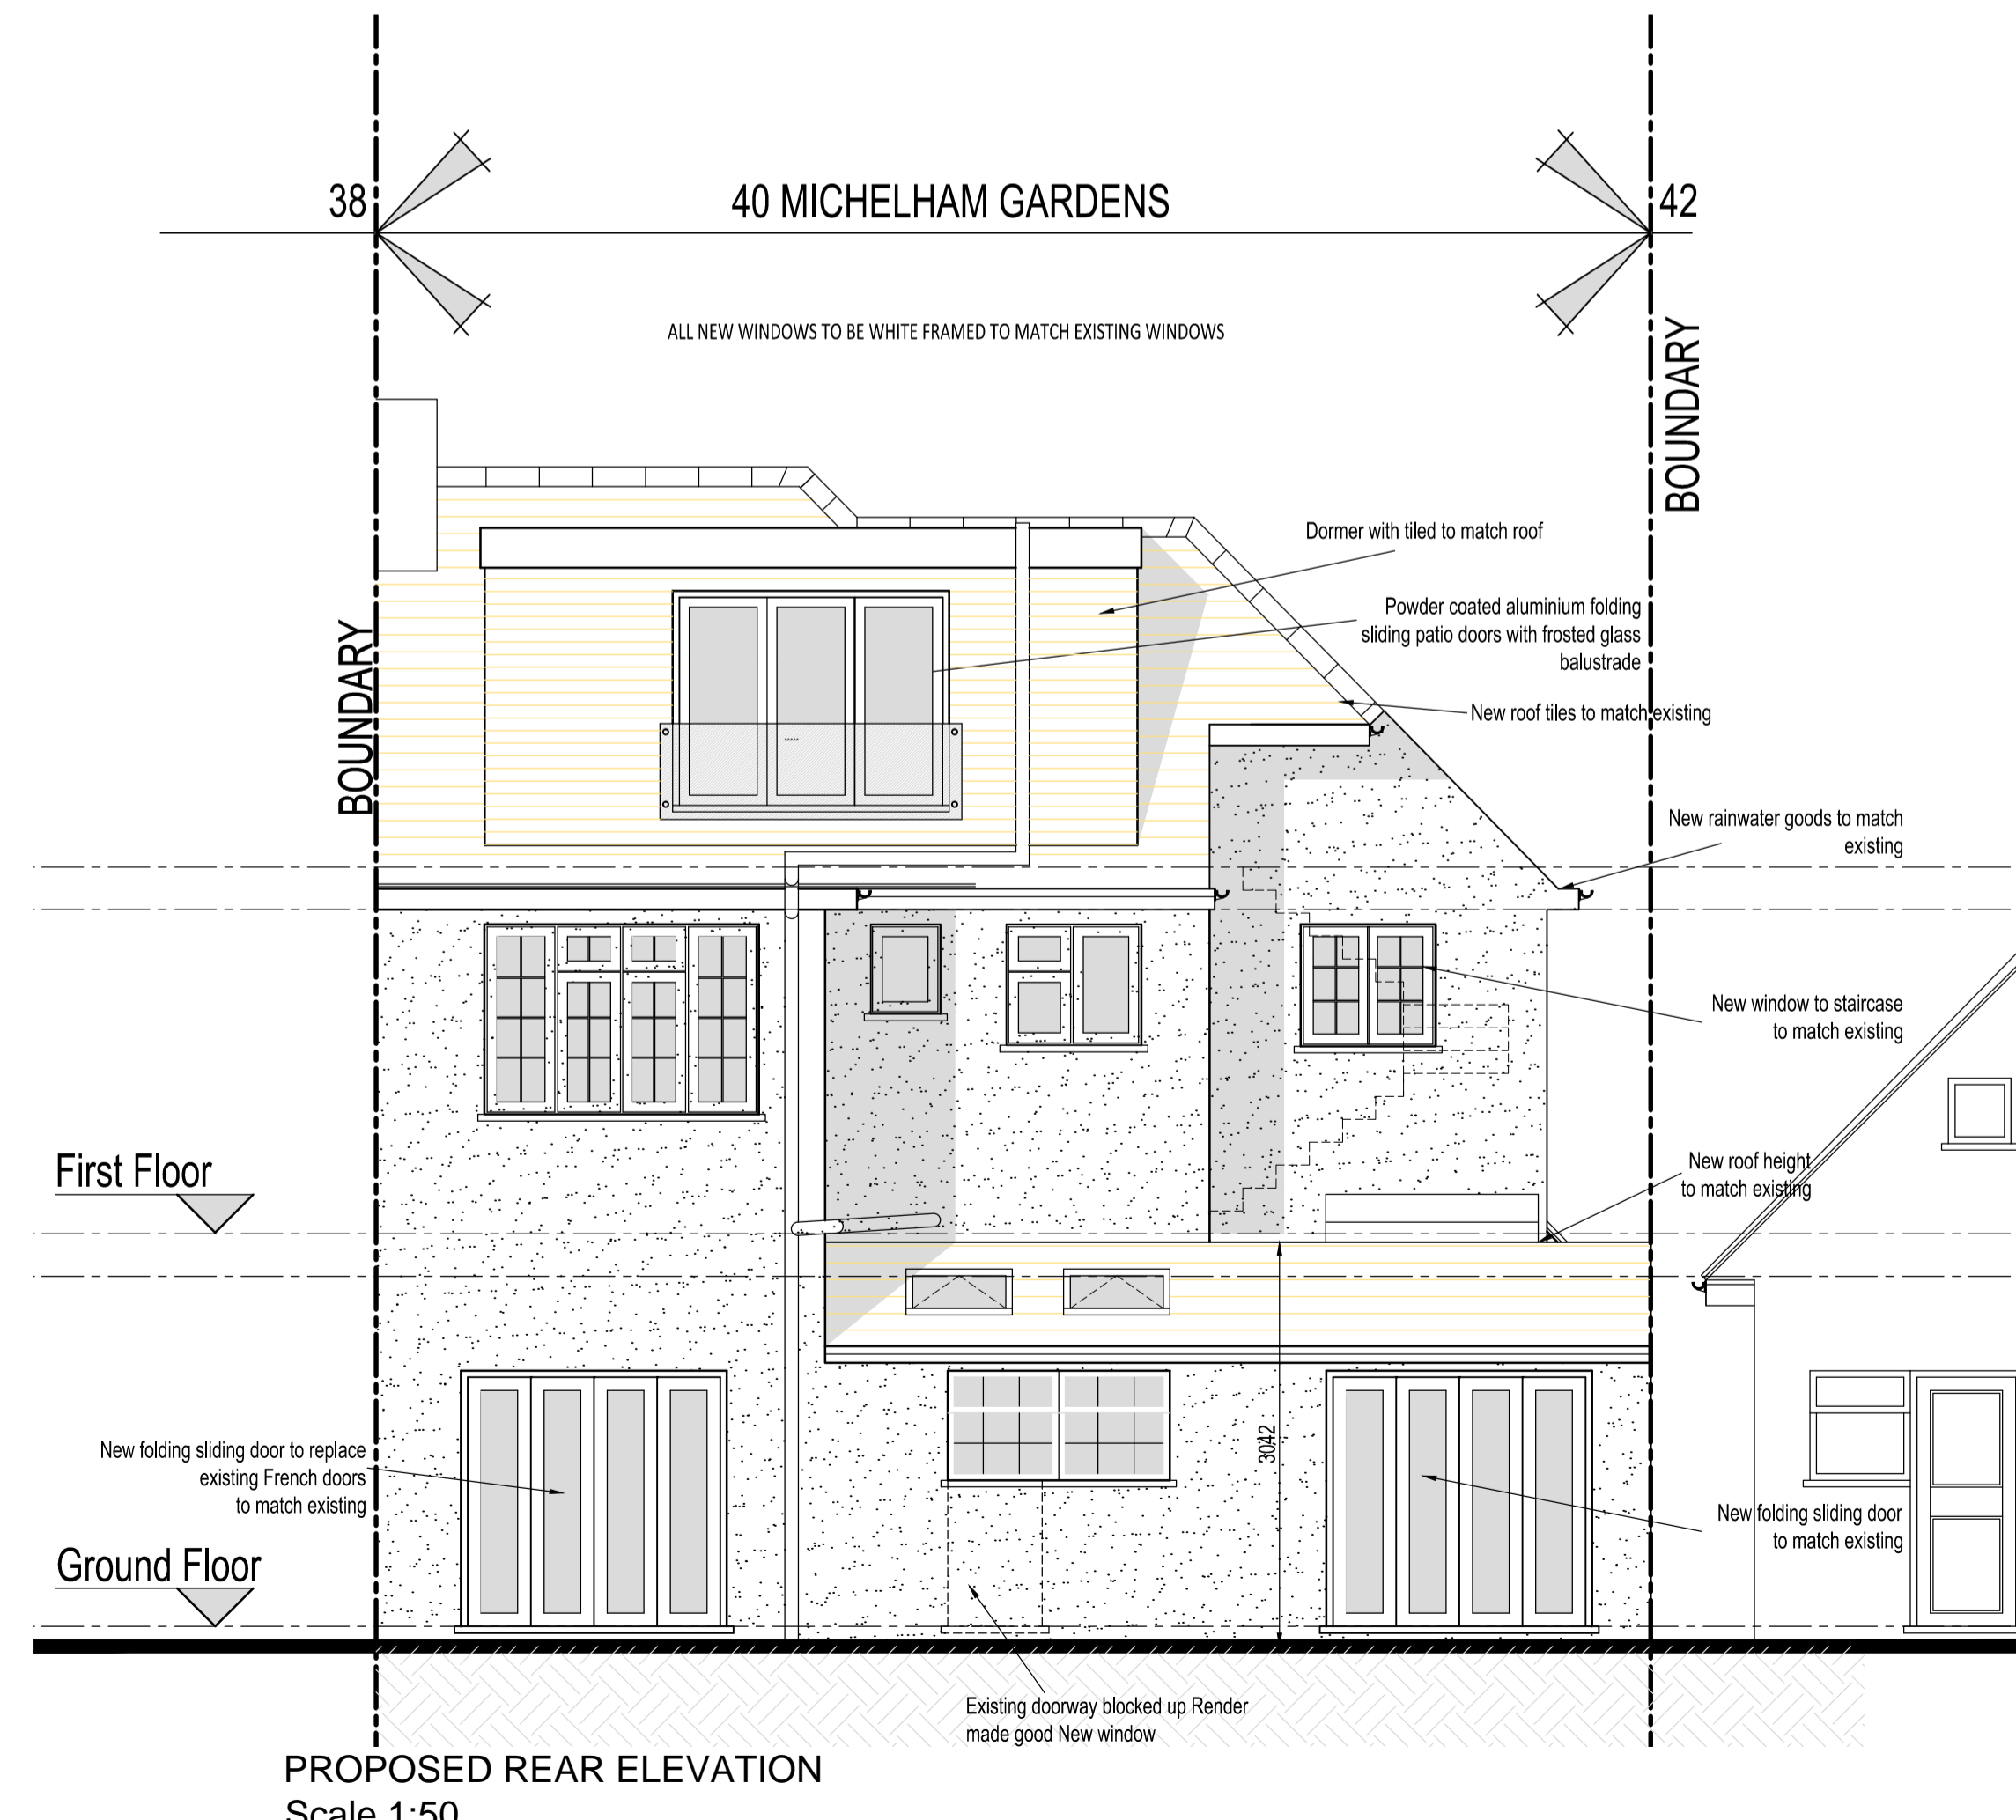 38
40 MICHELHAM GARDENS
42
ALL NEW WINDOWS TO BE WHITE FRAMED TO MATCH EXISTING WINDOWS
BOUNDARY
BOUNDARY
Dormer with tiled to match roof
Powder coated aluminium folding
sliding patio doors with frosted glass
balustrade
New roof tiles to match existing
New rainwater goods to match
existing
New window to staircase
to match existing
First Floor
New roof height
to match existing
3042
New folding sliding door to replace
existing French doors
to match existing
New folding sliding door
to match existing
Ground Floor
Existing doorway blocked up Render
made good New window
PROPOSED REAR ELEVATION
Scale 1:50